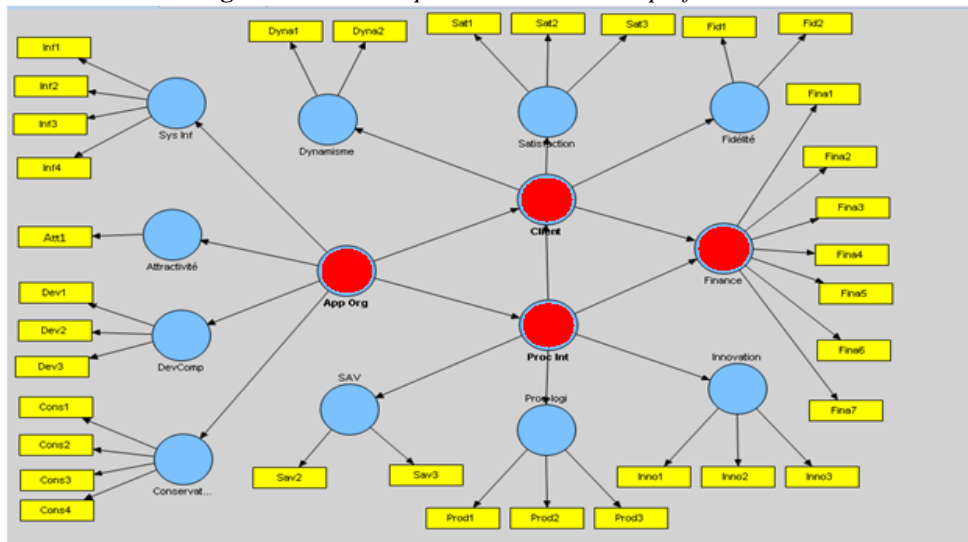 Inf1
Inf2
Inf3
Inf4
Sys Inf
Dyna1
Dyna2
Dynamisme
Sat1
Sat2
Sat3
Satisfaction
Fid1
Fid2
Fidélité
Fina1
Fina2
Fina3
Fina4
Fina5
Fina6
Fina7
Finance
Client
Att1
Attractivité
App Org
Dev1
Dev2
Dev3
DevComp
Proc Int
Innovation
Inno1
Inno2
Inno3
SAV
Sav2
Sav3
Prod1
Prod2
Prod3
Cons1
Cons2
Cons3
Cons4
Conservat...